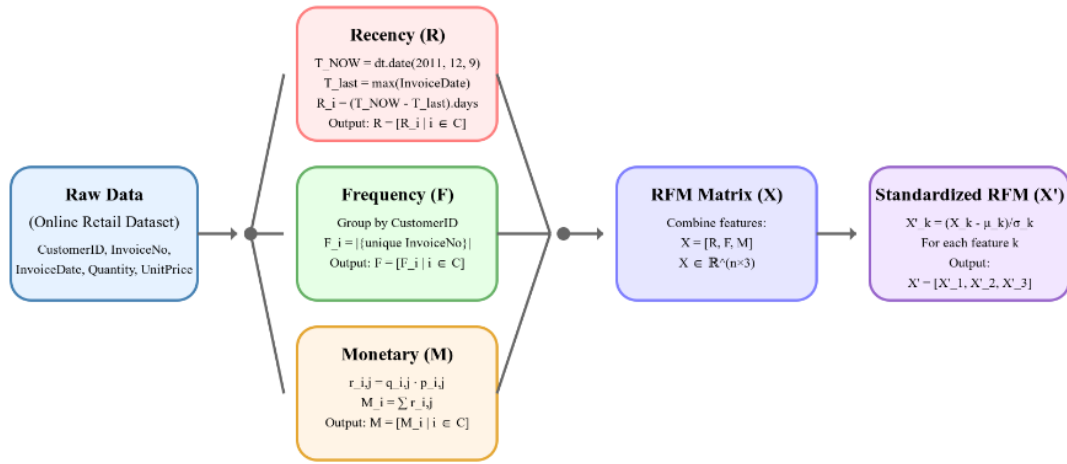 Raw Data
(Online Retail Dataset)
CustomerID, InvoiceNo,
InvoiceDate, Quantity, UnitPrice
Recency (R)
T_NOW = dt.date(2011, 12, 9)
T_last = max(InvoiceDate)
R_i = (T_NOW - T_last).days
Output: R = [R_i | i ∈ C]
Frequency (F)
Group by CustomerID
F_i = |{unique InvoiceNo}|
Output: F = [F_i | i ∈ C]
Monetary (M)
r_i,j = q_i,j · p_i,j
M_i = ∑ r_i,j
Output: M = [M_i | i ∈ C]
RFM Matrix (X)
Combine features:
X = [R, F, M]
X ∈ ℝ^(n×3)
Standardized RFM (X')
X'_k = (X_k - μ_k)/σ_k
For each feature k
Output:
X' = [X'_1, X'_2, X'_3]